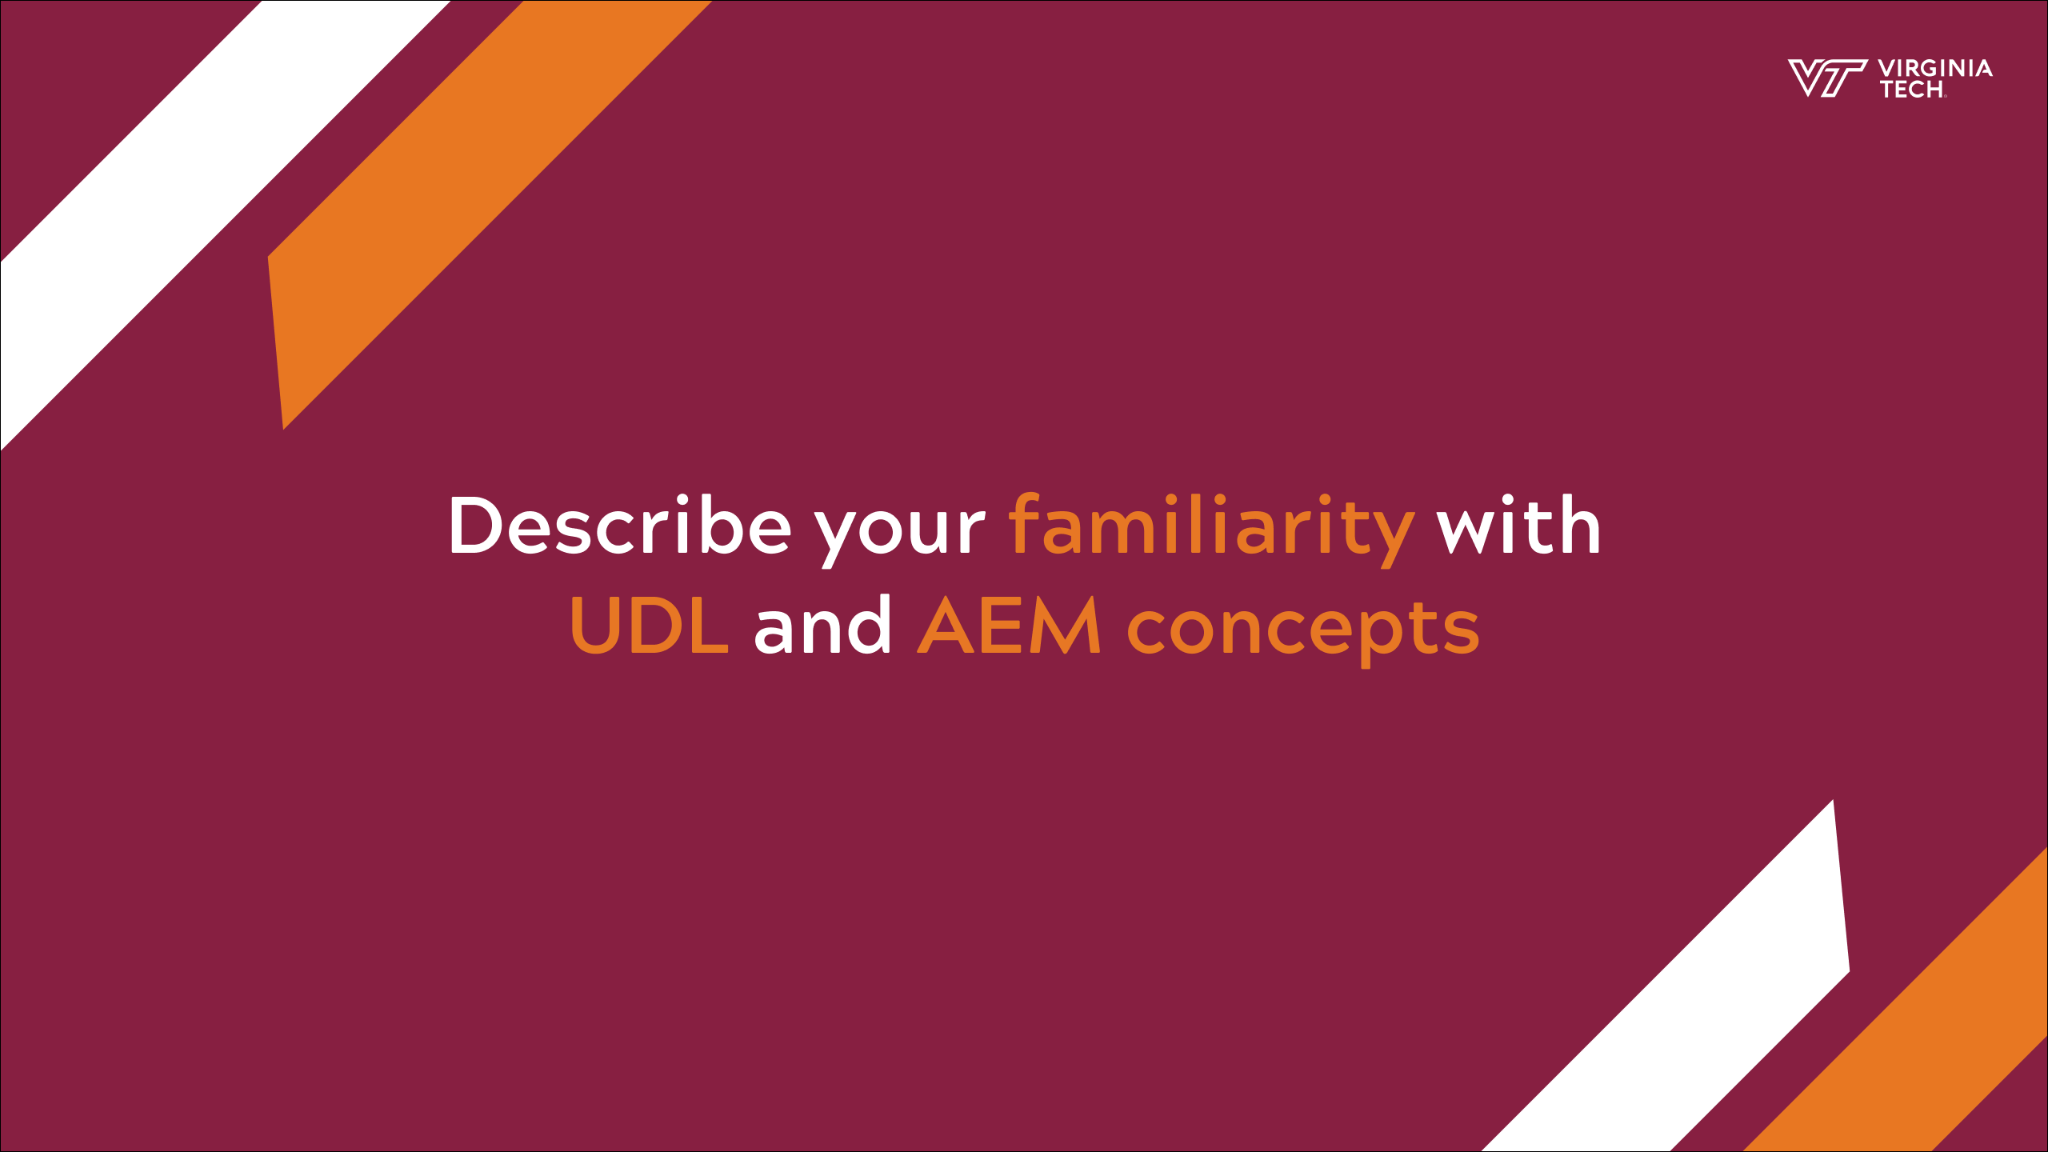 VIRGINIA
TECH
Describe your familiarity with
UDL and AEM concepts